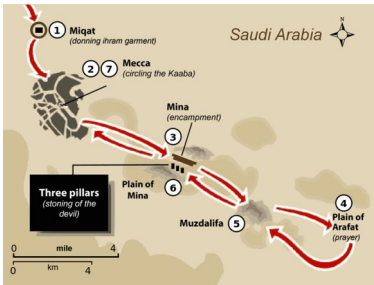 1 Miqat
(donning ihram garment)
Saudi Arabia
N
2 7 Mecca
(circling the Kaaba)
Mina
(encampment)
3
Three pillars
(stoning of the
devil)
Plain of
Mina
6
Muzdalifa 5
4
Plain of
Arafat
(prayer)
0 mile 4
0 km 4